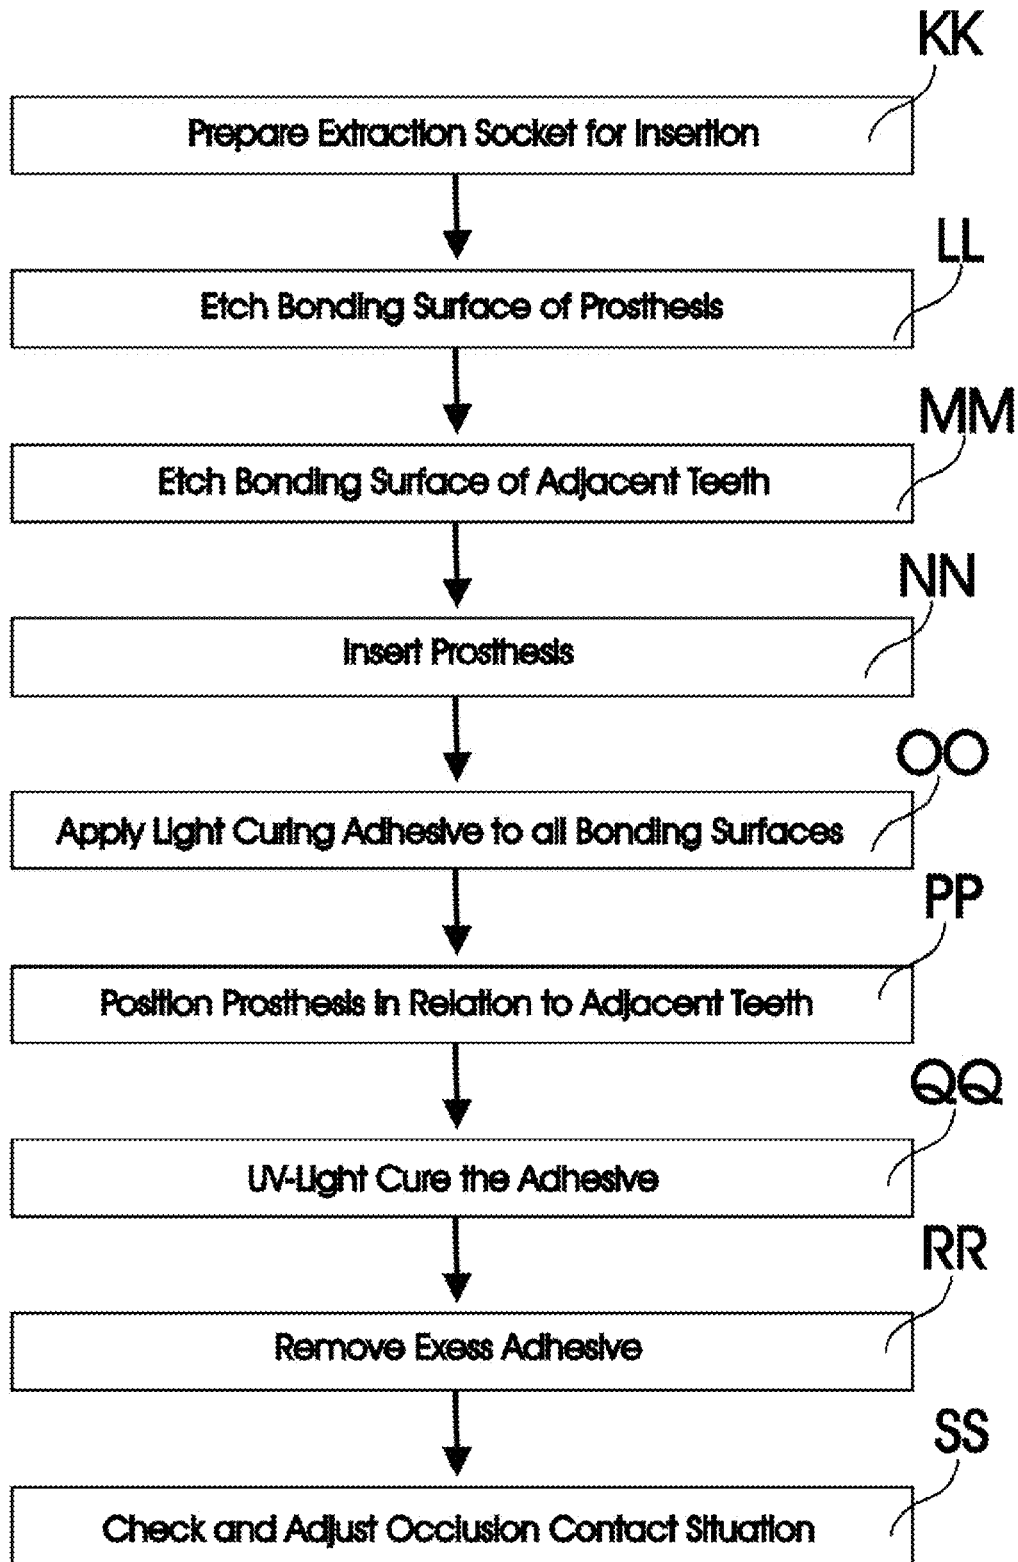 KK
Prepare Extraction Socket for Insertion
LL
Etch Bonding Surface of Prosthesis
MM
Etch Bonding Surface of Adjacent Teeth
NN
Insert Prosthesis
OO
Apply Light Curing Adhesive to all Bonding Surfaces
PP
Position Prosthesis in Relation to Adjacent Teeth
QQ
UV-Light Cure the Adhesive
RR
Remove Exess Adhesive
SS
Check and Adjust Occlusion Contact Situation